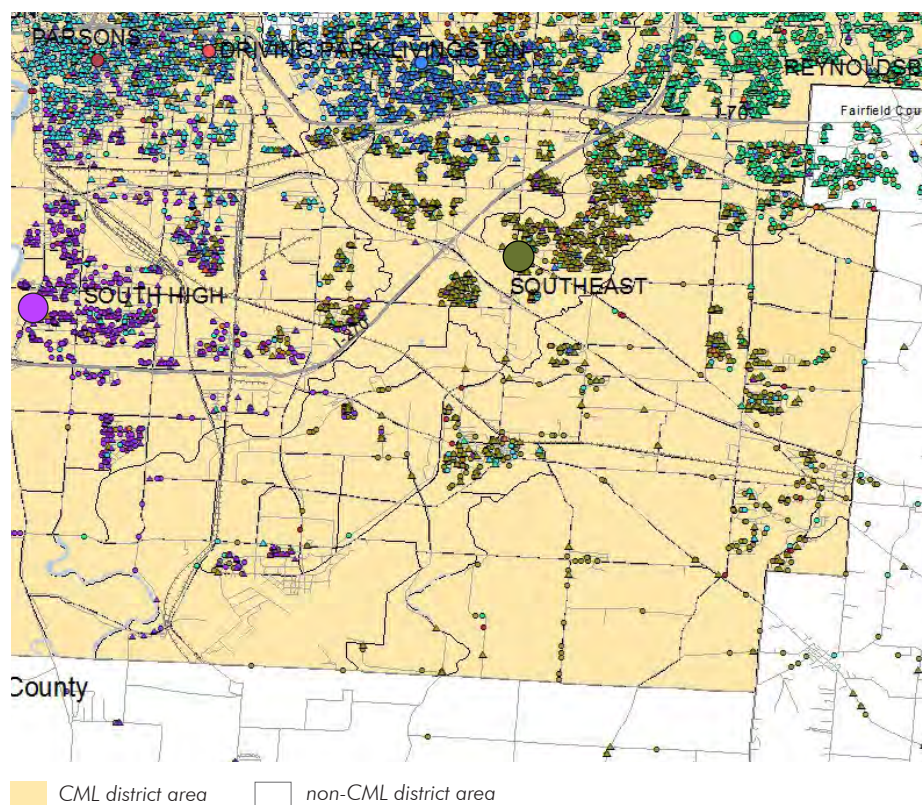 PARSONS
DRIVING PARK
LIVINGSTON
REYNOLDSB
I-70
Fairfield Cou
SOUTH HIGH
SOUTHEAST
County
CML district area
non-CML district area